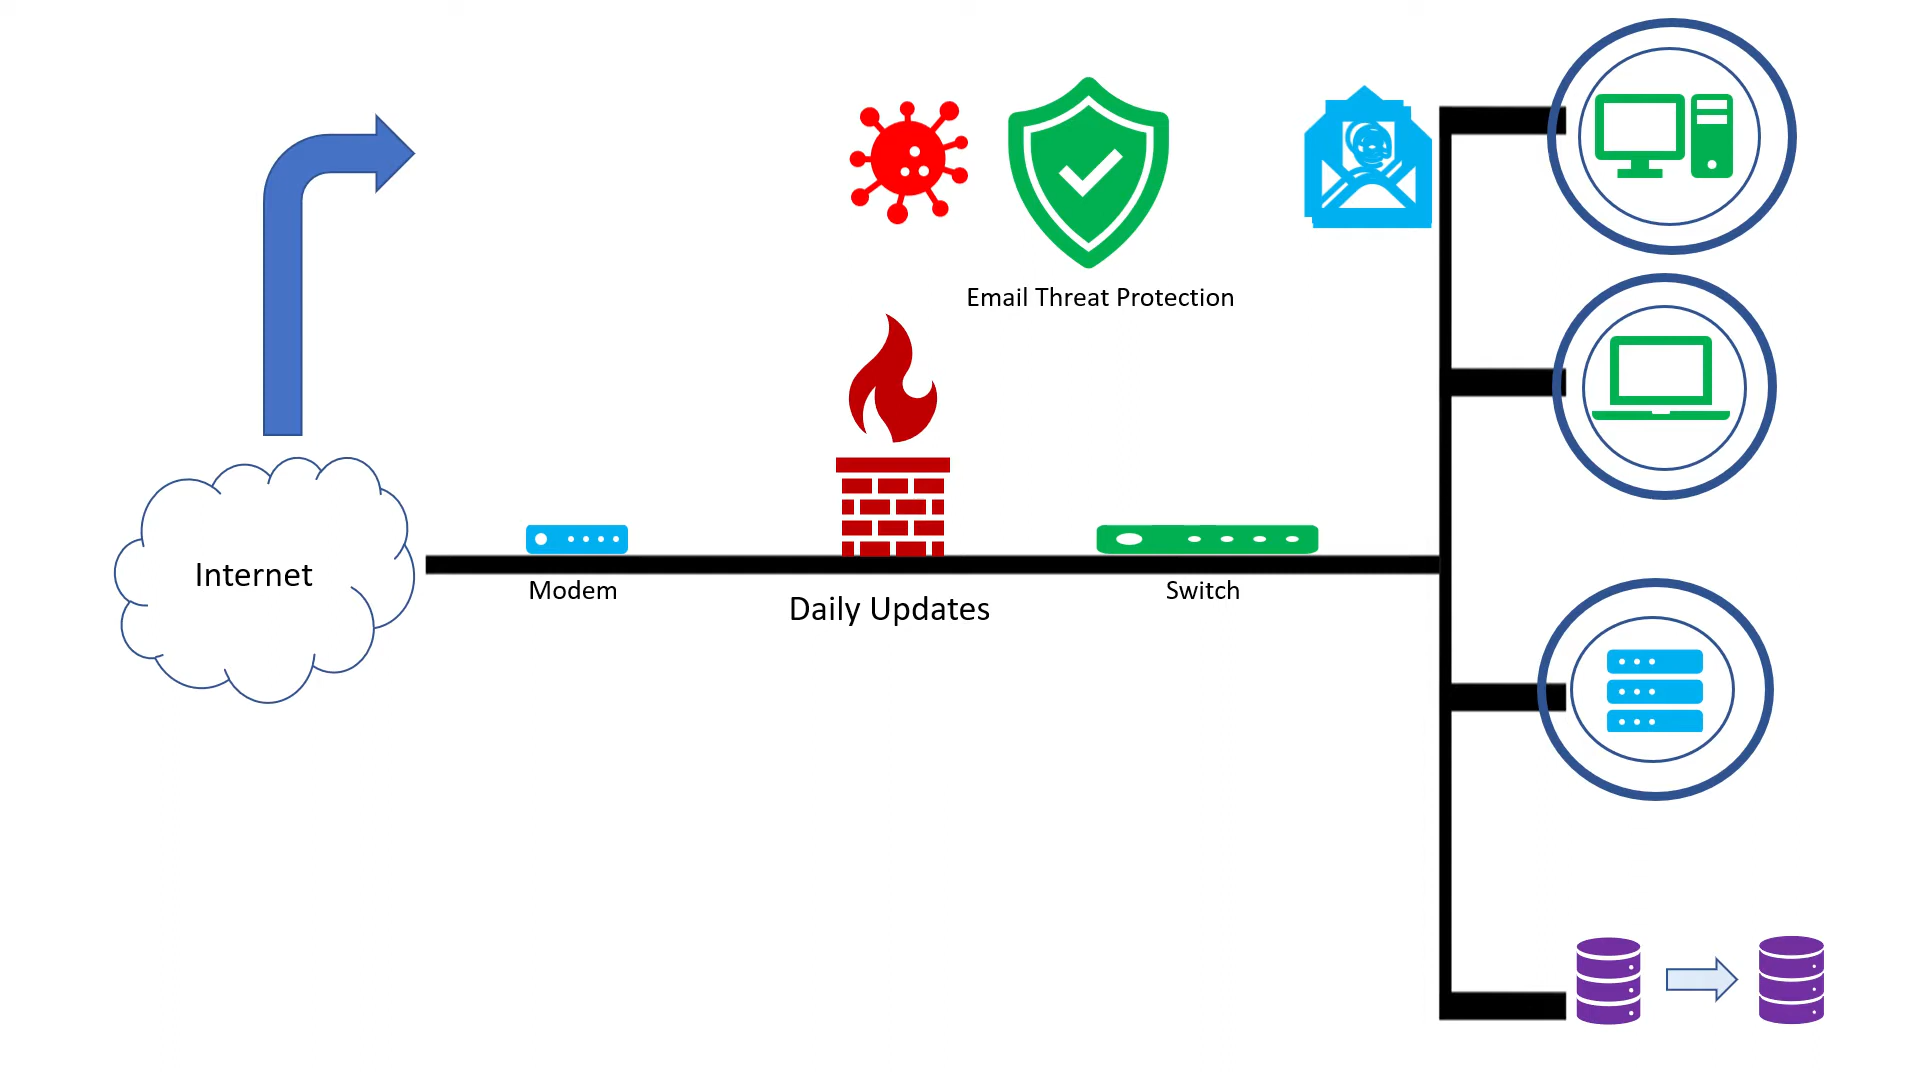 Email Threat Protection
Internet
Modem
Daily Updates
Switch